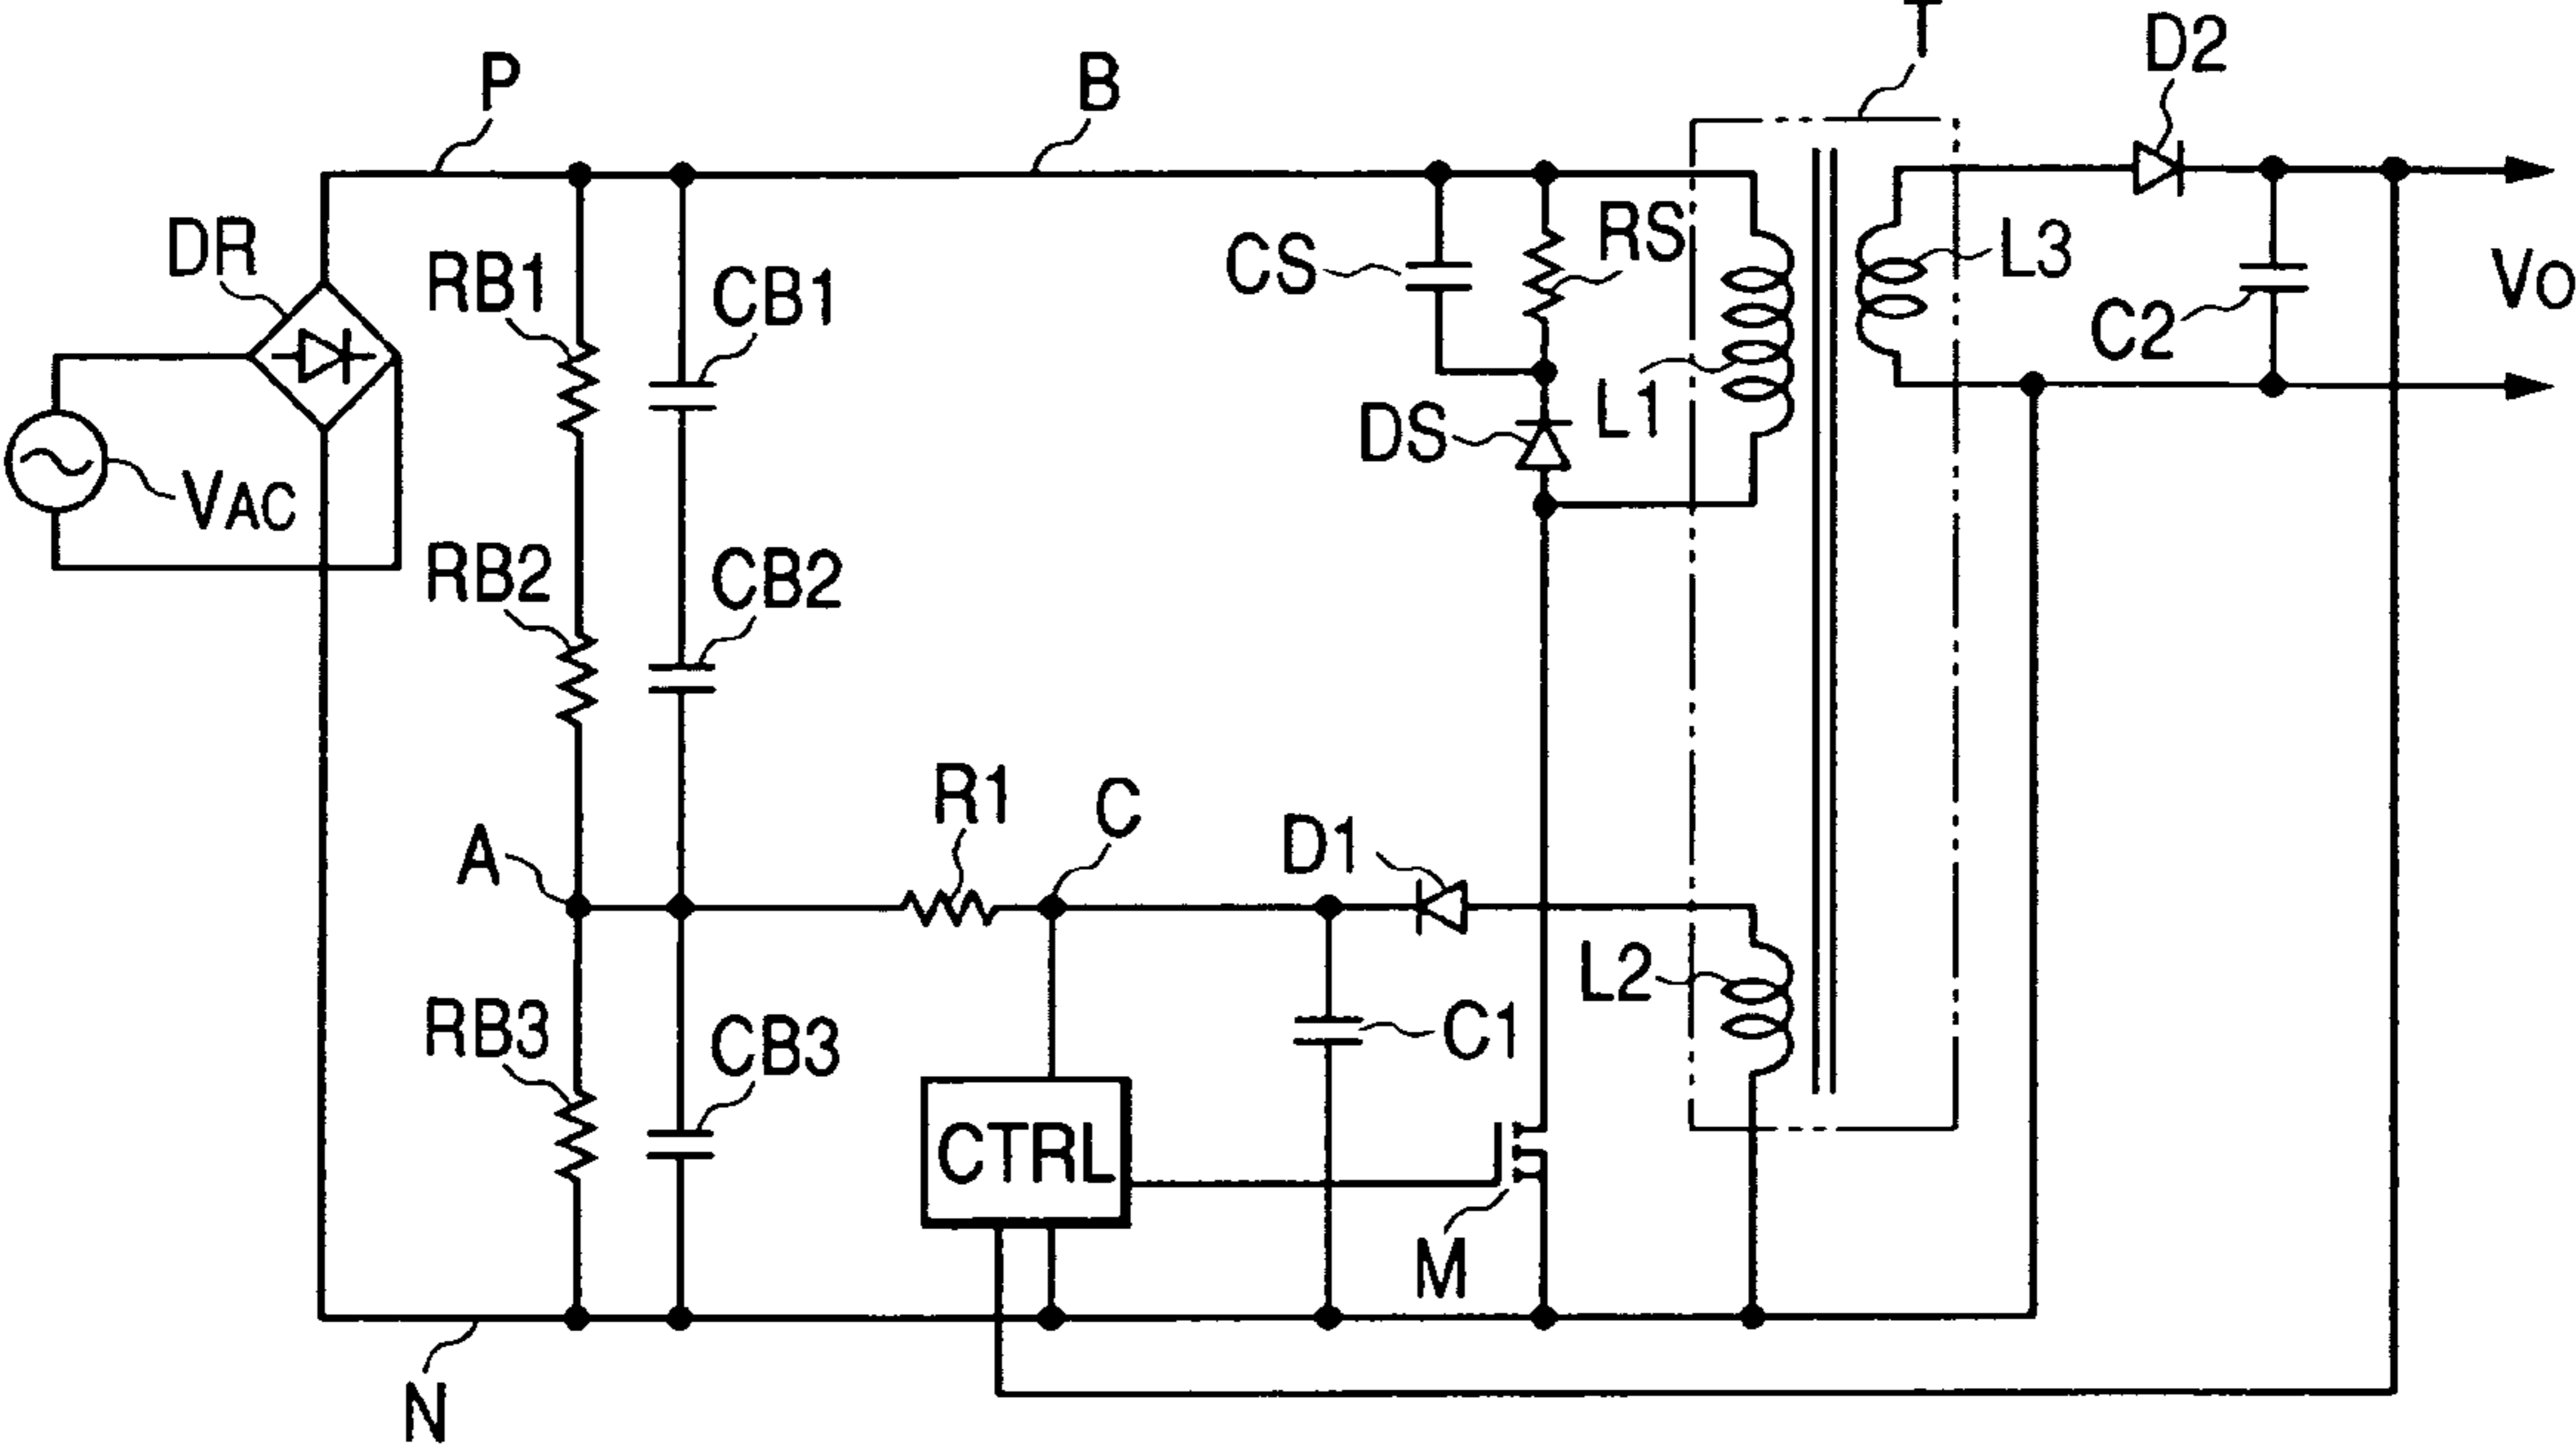 T
D2
P
B
DR
RB1
CB1
CS
RS
L3
VO
C2
L1
DS
VAC
RB2
CB2
R1
C
D1
A
L2
RB3
CB3
C1
CTRL
M
N